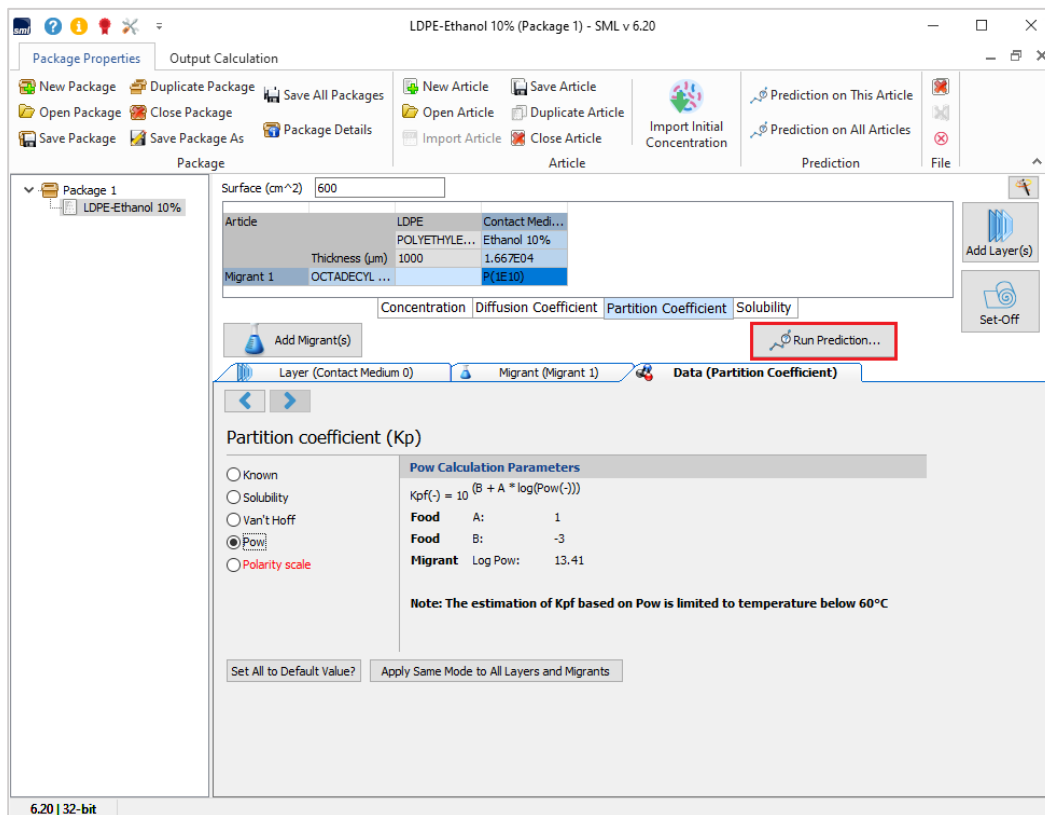 sml
LDPE-Ethanol 10% (Package 1) - SML v 6.20
Package Properties Output Calculation
New Package Duplicate Package Save All Packages New Article Save Article Prediction on This Article
Open Package Close Package Open Article Duplicate Article Import Initial Concentration Prediction on All Articles
Save Package Save Package As Package Details Import Article Close Article
Package Article Prediction File
Package 1
LDPE-Ethanol 10%
Surface (cm^2) 600
Article LDPE Contact Medi...
POLYETHYLE... Ethanol 10%
Thickness (µm) 1000 1.667E04
Migrant 1 OCTADECYL ... P(1E10)
Add Layer(s)
Concentration Diffusion Coefficient Partition Coefficient Solubility
Set-Off
Add Migrant(s) Run Prediction...
Layer (Contact Medium 0) Migrant (Migrant 1) Data (Partition Coefficient)
Partition coefficient (Kp)
Known
Solubility
Van't Hoff
Pow
Polarity scale
Pow Calculation Parameters
Kpf(-) = 10 (B + A * log(Pow(-)))
Food A: 1
Food B: -3
Migrant Log Pow: 13.41
Note: The estimation of Kpf based on Pow is limited to temperature below 60°C
Set All to Default Value? Apply Same Mode to All Layers and Migrants
6.20 | 32-bit